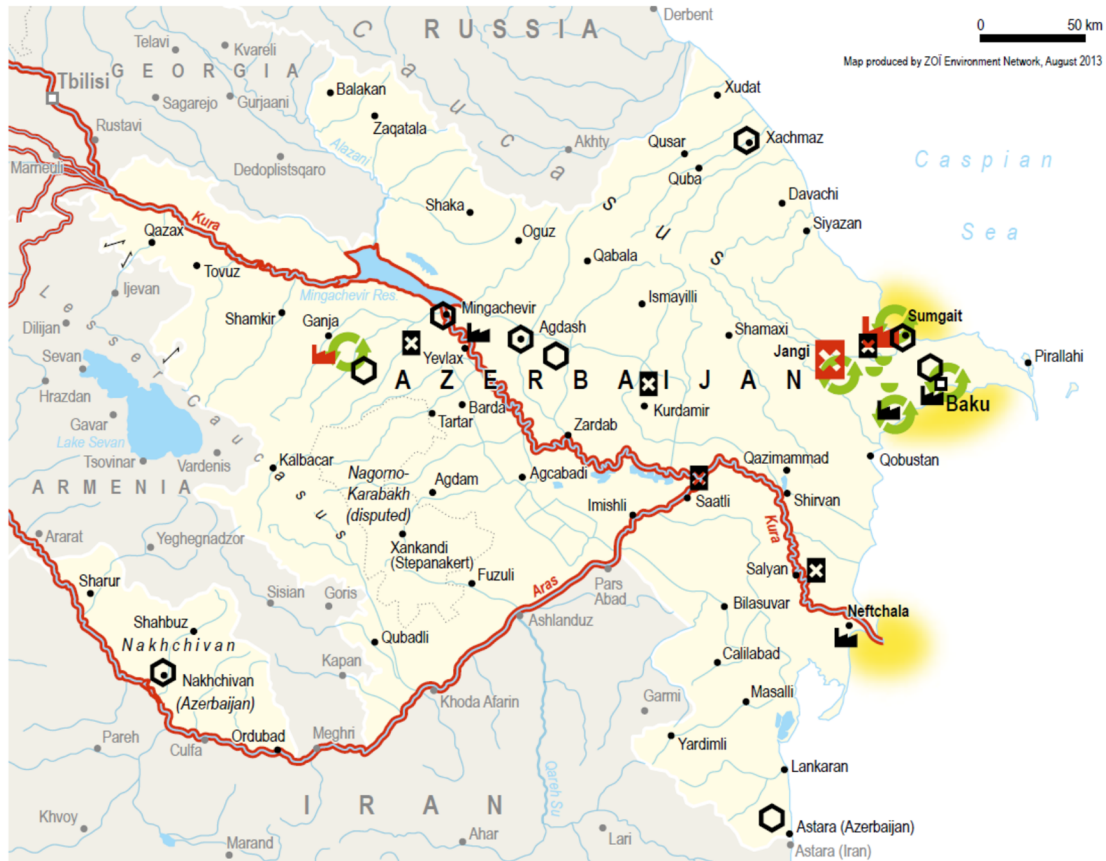 RUSSIA
Derbent
0 50 km
Map produced by ZOÏ Environment Network, August 2013
Telavi
Kvareli
GEORGIA
Tbilisi
Sagarejo
Gurjaani
Balakan
Xudat
Rustavi
Zaqatala
Caucasus
Akhty
Qusar
Xachmaz
Marneuli
Dedoplistsqaro
Alazani
Quba
Caspian
Sea
Davachi
Kura
Shaka
Siyazan
Qazax
Oguz
Tovuz
Qabala
Ijevan
Mingachevir Res.
Ismayilli
Lesser Caucasus
Dilijan
Shamkir
Mingachevir
Sumgait
Ganja
Agdash
Shamaxi
Jangi
Pirallahi
Sevan
Yevlax
AZERBAIJAN
P
Hrazdan
Baku
Gavar
Barda
Kurdamir
Tartar
Lake Sevan
Zardab
Tsovinar
Vardenis
Kalbacar
Qazimammad
Qobustan
ARMENIA
Nagorno-
Karabakh
(disputed)
Agdam
Agcabadi
Shirvan
Imishli
Saatli
Kura
Ararat
Yeghegnadzor
Xankandi
(Stepanakert)
Sharur
Sisian
Goris
Fuzuli
Aras
Pars
Abad
Salyan
Bilasuvar
Neftchala
Shahbuz
Ashlanduz
Nakhchivan
Qubadli
Kapan
Calilabad
Nakhchivan
(Azerbaijan)
Khoda Afarin
Garmi
Masalli
Pareh
Culfa
Ordubad
Meghri
Yardimli
Qareh Su
Lankaran
IRAN
Khvoy
Marand
Ahar
Lari
Astara (Azerbaijan)
Astara (Iran)